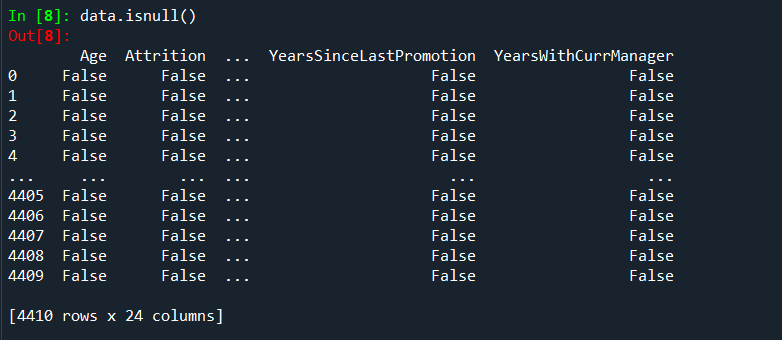 In [8]: data.isnull()
Out[8]:
Age Attrition ... YearsSinceLastPromotion YearsWithCurrManager
0 False False ... False False
1 False False ... False False
2 False False ... False False
3 False False ... False False
4 False False ... False False
... ... ... ... ... ...
4405 False False ... False False
4406 False False ... False False
4407 False False ... False False
4408 False False ... False False
4409 False False ... False False
[4410 rows x 24 columns]